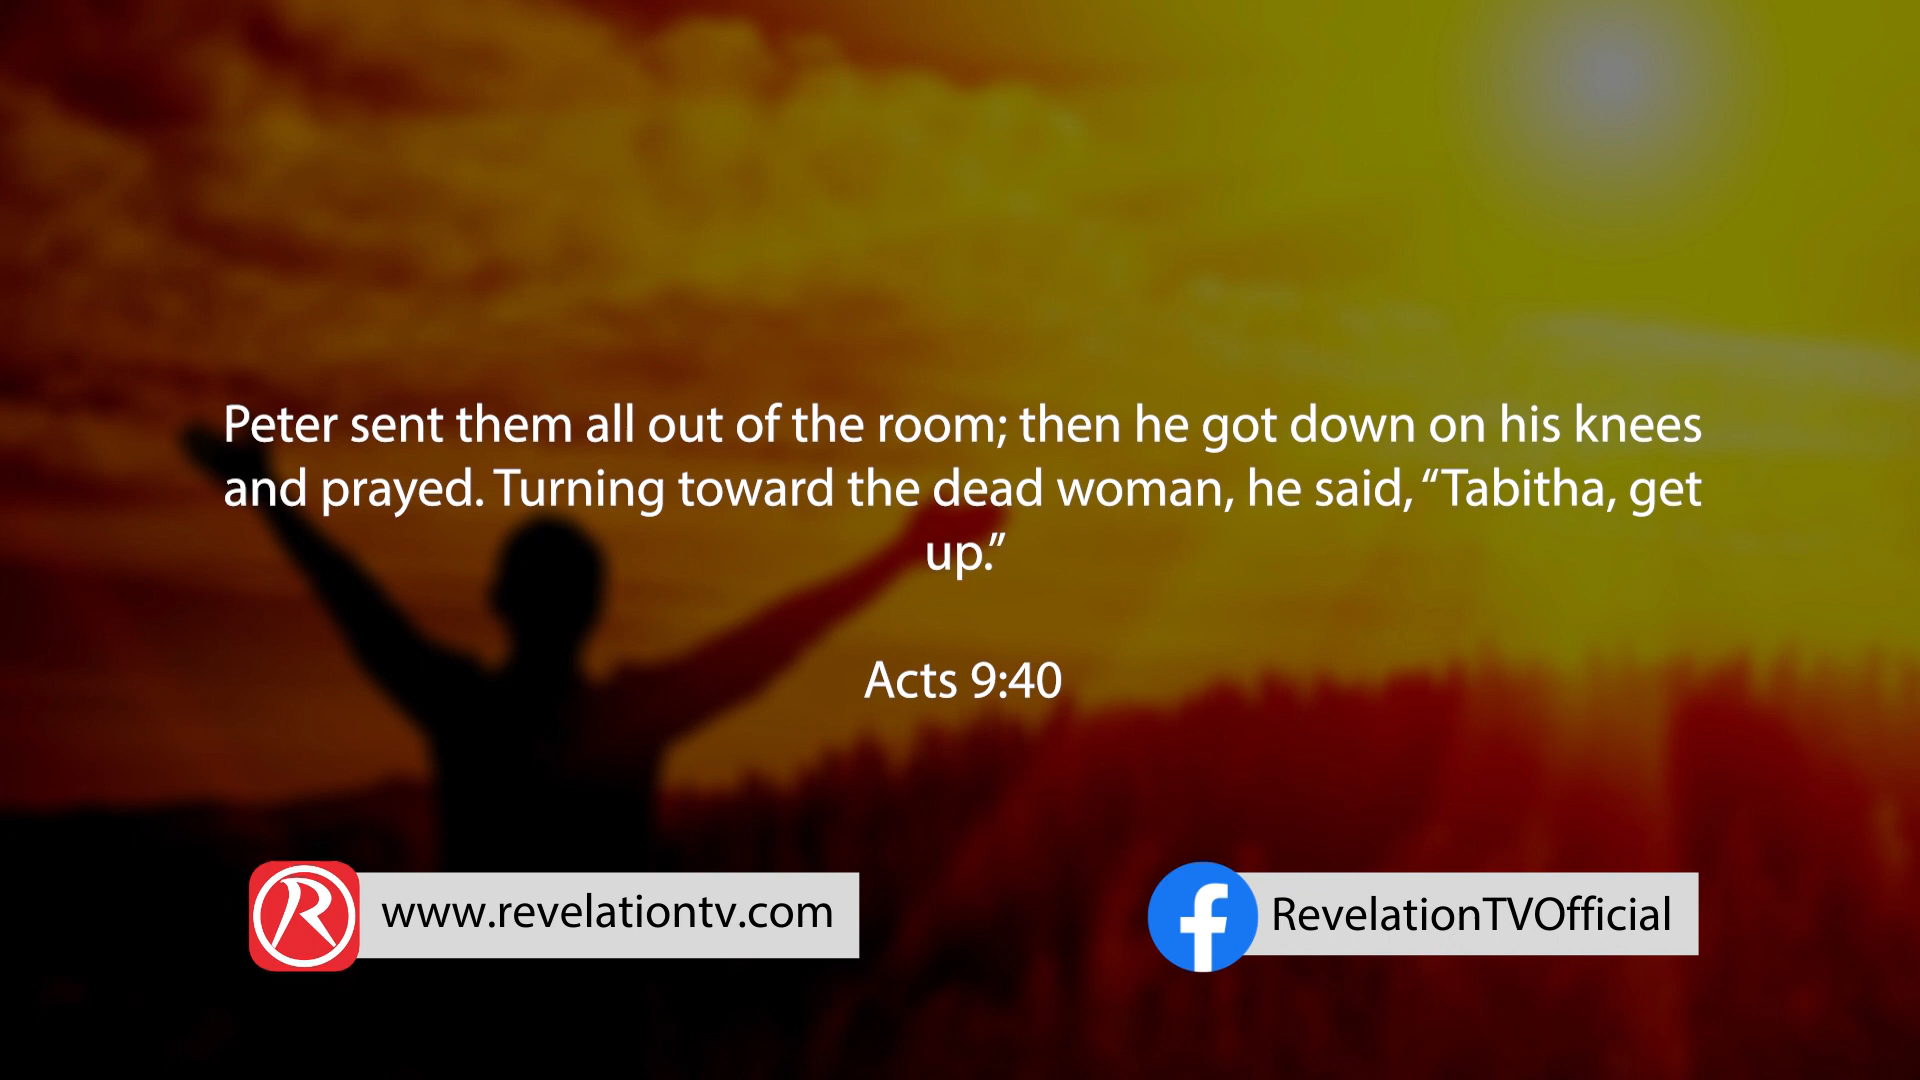 Peter sent them all out of the room; then he got down on his knees
and prayed. Turning toward the dead woman, he said, “Tabitha, get
up.”
Acts 9:40
www.revelationtv.com
RevelationTVOfficial